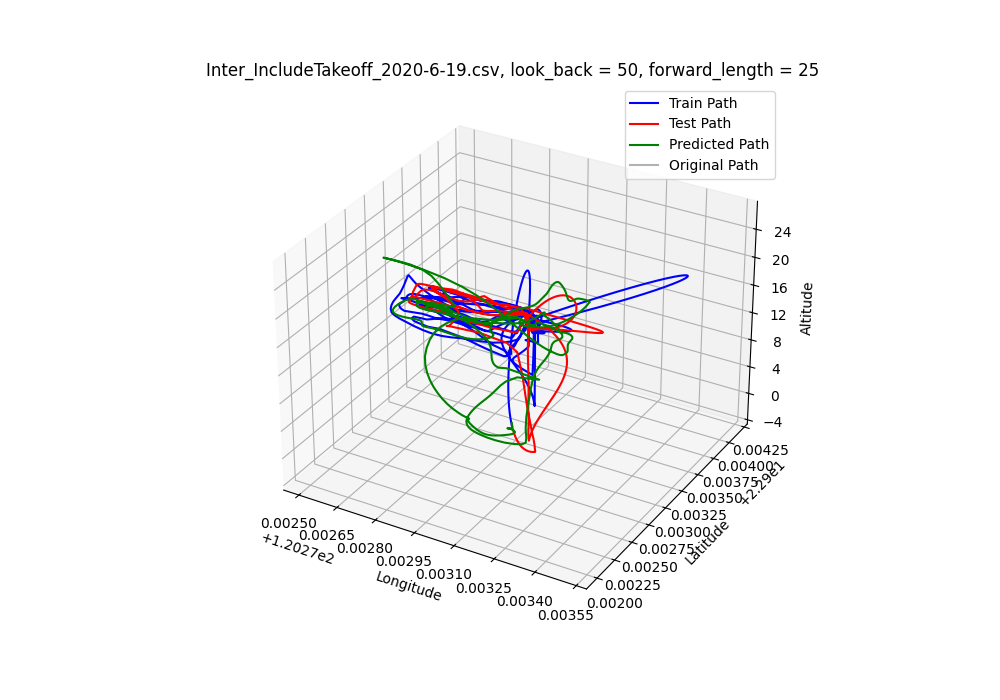 Inter_IncludeTakeoff_2020-6-19.csv, look_back = 50, forward_length = 25
Train Path
Test Path
Predicted Path
Original Path
24
20
16
12
8
4
0
−4
Altitude
0.00425
0.00400
0.00375
0.00350
0.00325
0.00300
0.00275
0.00250
0.00225
0.00200
+2.29e1
Latitude
0.00250
0.00265
0.00280
0.00295
0.00310
0.00325
0.00340
0.00355
+1.2027e2
Longitude